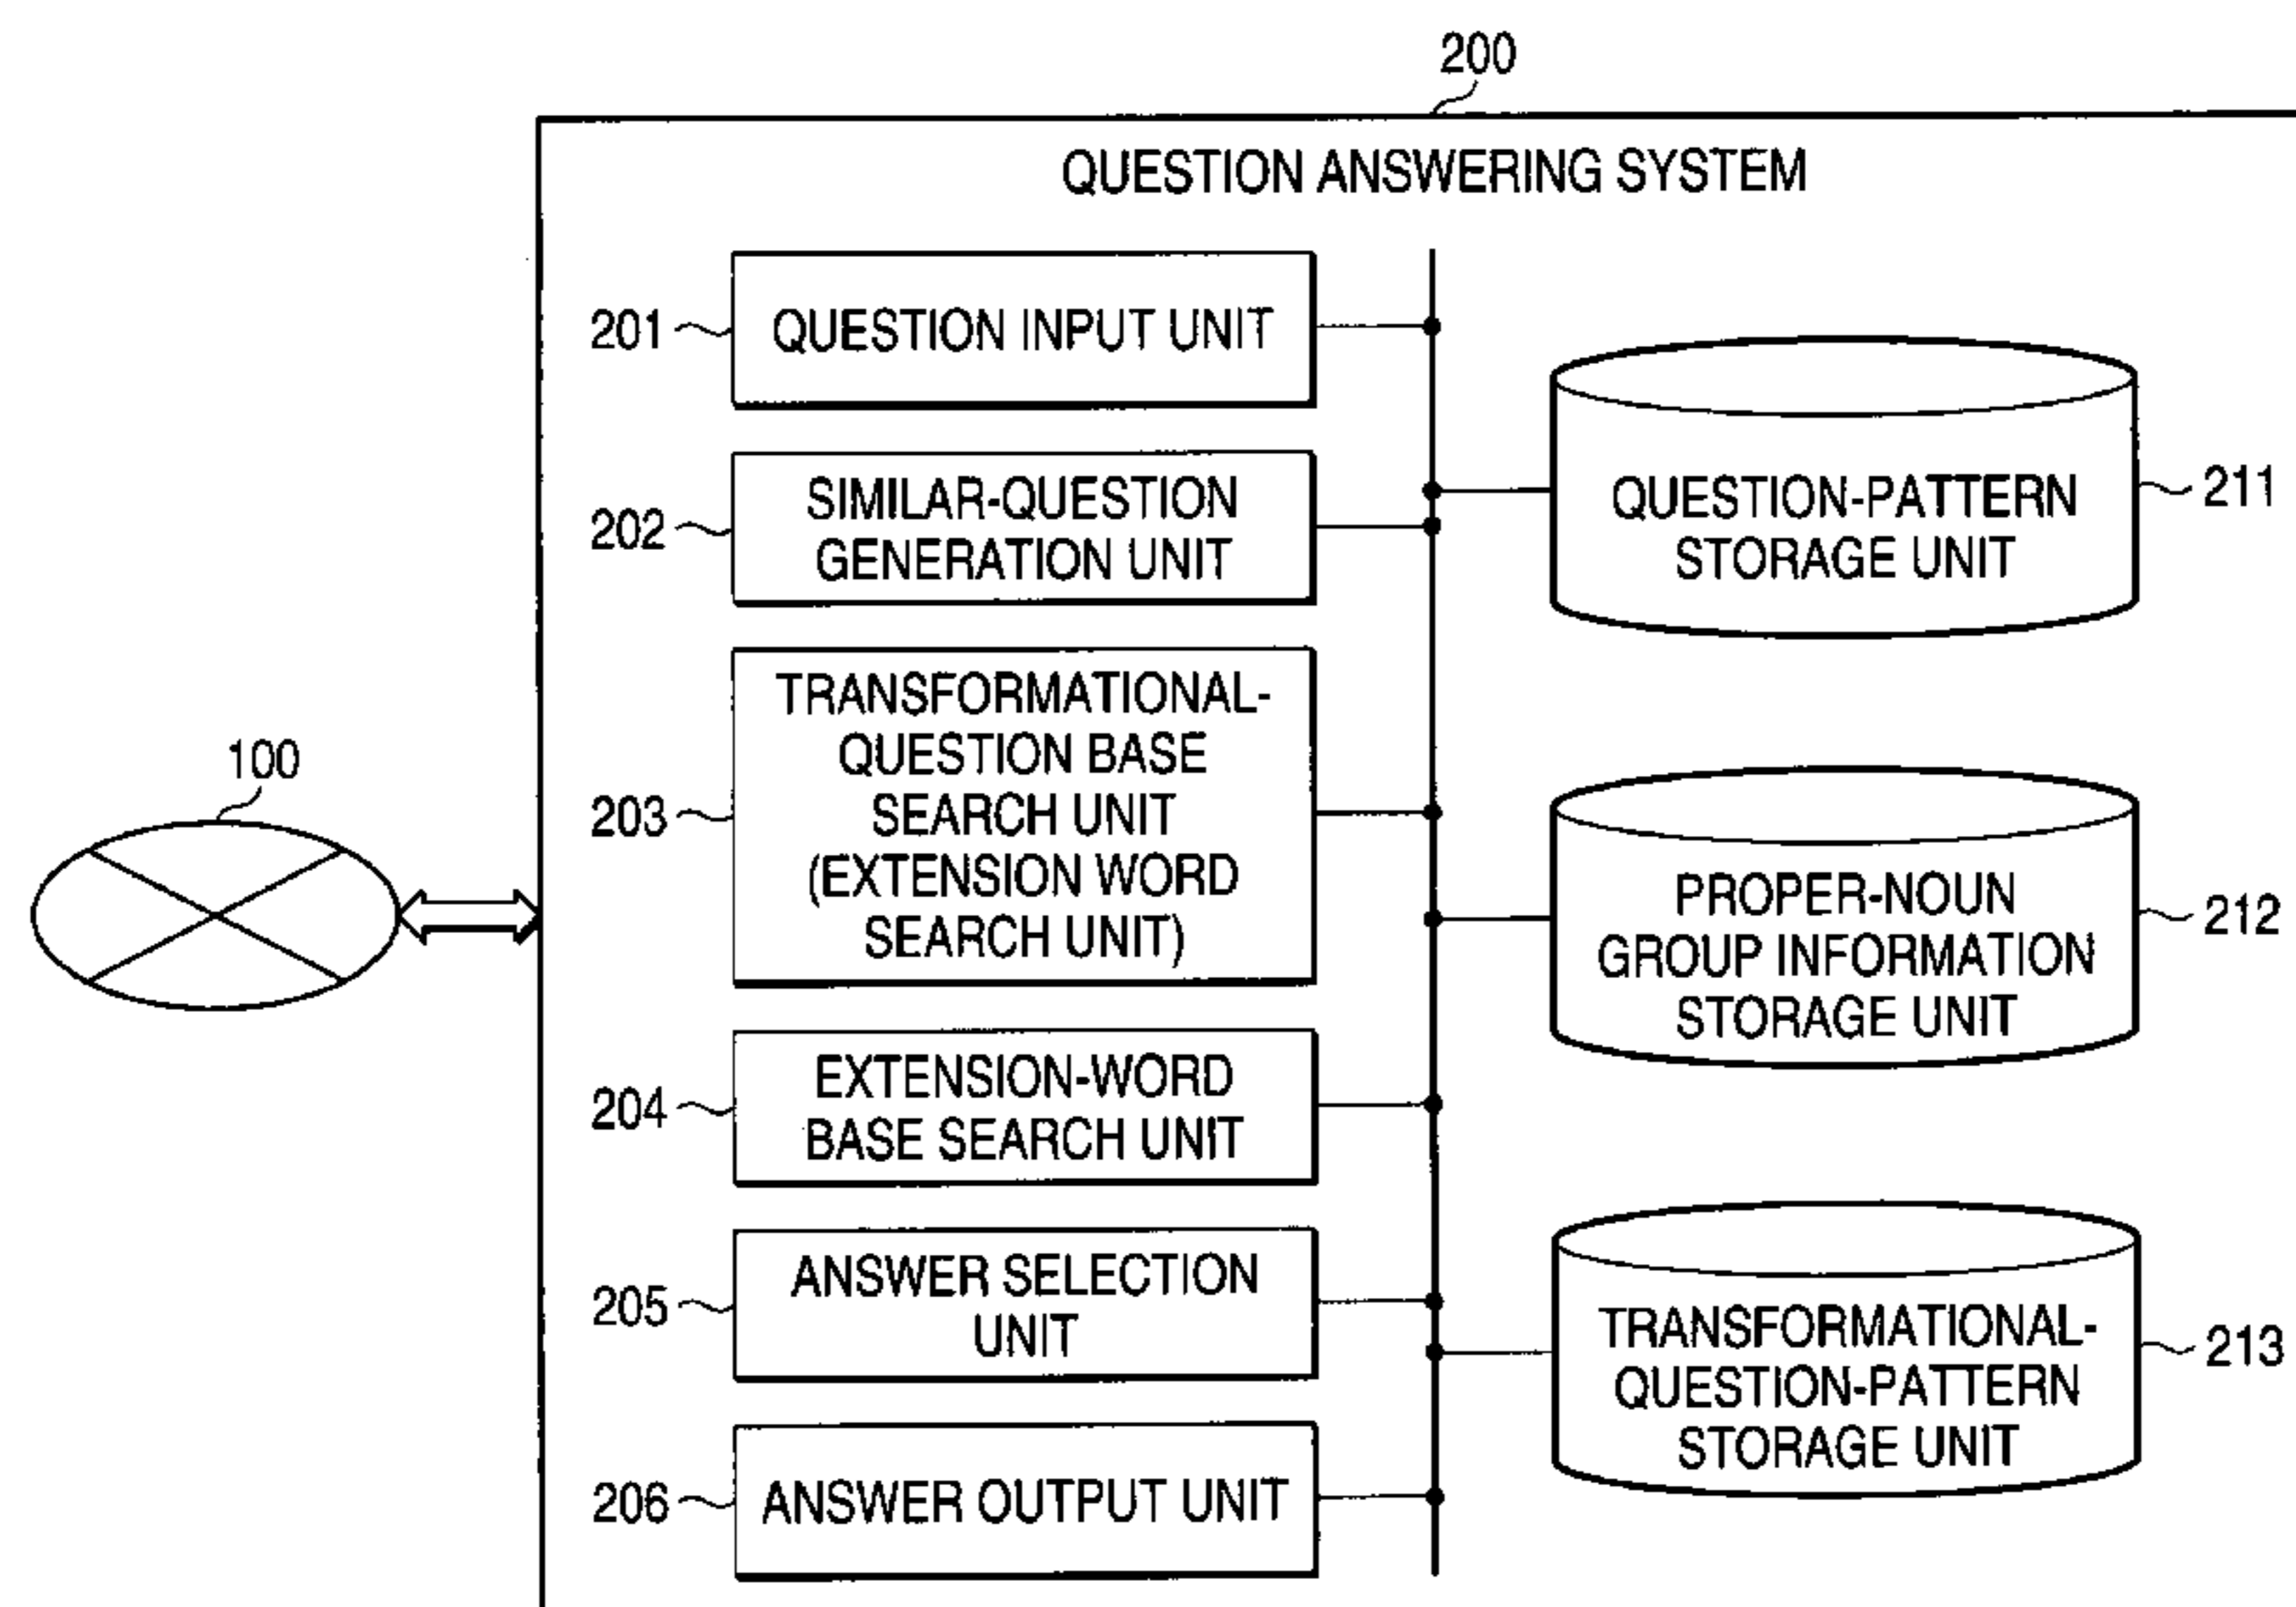 200
QUESTION ANSWERING SYSTEM
201
QUESTION INPUT UNIT
202
SIMILAR-QUESTION
GENERATION UNIT
203
TRANSFORMATIONAL-
QUESTION BASE
SEARCH UNIT
(EXTENSION WORD
SEARCH UNIT)
204
EXTENSION-WORD
BASE SEARCH UNIT
205
ANSWER SELECTION
UNIT
206
ANSWER OUTPUT UNIT
100
QUESTION-PATTERN
STORAGE UNIT
211
PROPER-NOUN
GROUP INFORMATION
STORAGE UNIT
212
TRANSFORMATIONAL-
QUESTION-PATTERN
STORAGE UNIT
213